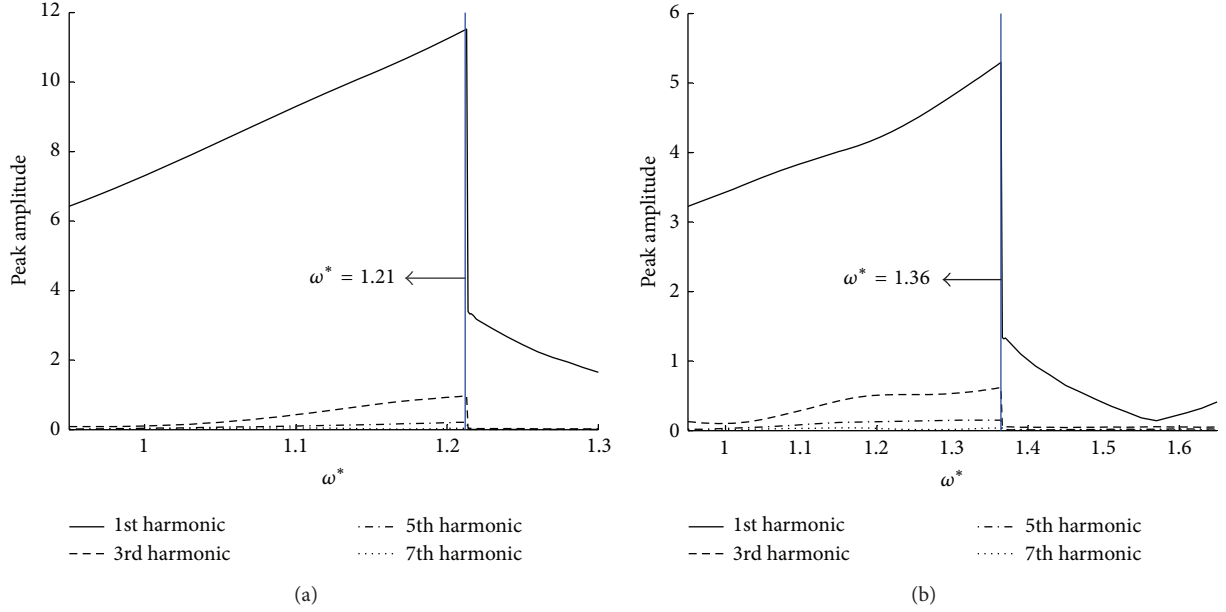 12
10
8
6
4
2
0
Peak amplitude
ω* = 1.21
1
1.1
1.2
1.3
ω*
1st harmonic
3rd harmonic
5th harmonic
7th harmonic
(a)
6
5
4
3
2
1
0
Peak amplitude
ω* = 1.36
1
1.1
1.2
1.3
1.4
1.5
1.6
ω*
1st harmonic
3rd harmonic
5th harmonic
7th harmonic
(b)